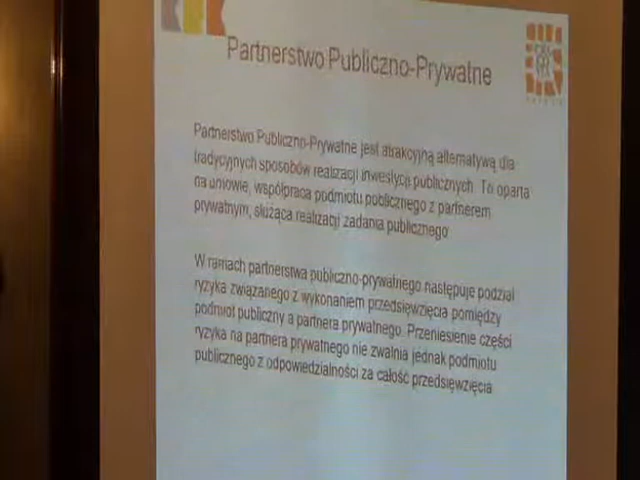 Partnerstwo Publiczno-Prywatne
Partnerstwo Publiczno-Prywatne jest atrakcyjną alternatywą dla
tradycyjnych sposobów realizacji inwestycji publicznych. To oparta
na umowie, współpraca podmiotu publicznego z partnerem
prywatnym, służąca realizacji zadania publicznego
W ramach partnerstwa publiczno-prywatnego następuje podział
ryzyka związanego z wykonaniem przedsięwzięcia pomiędzy
podmiot publiczny a partnera prywatnego. Przeniesienie części
ryzyka na partnera prywatnego nie zwalnia jednak podmiotu
publicznego z odpowiedzialności za całość przedsięwzięcia